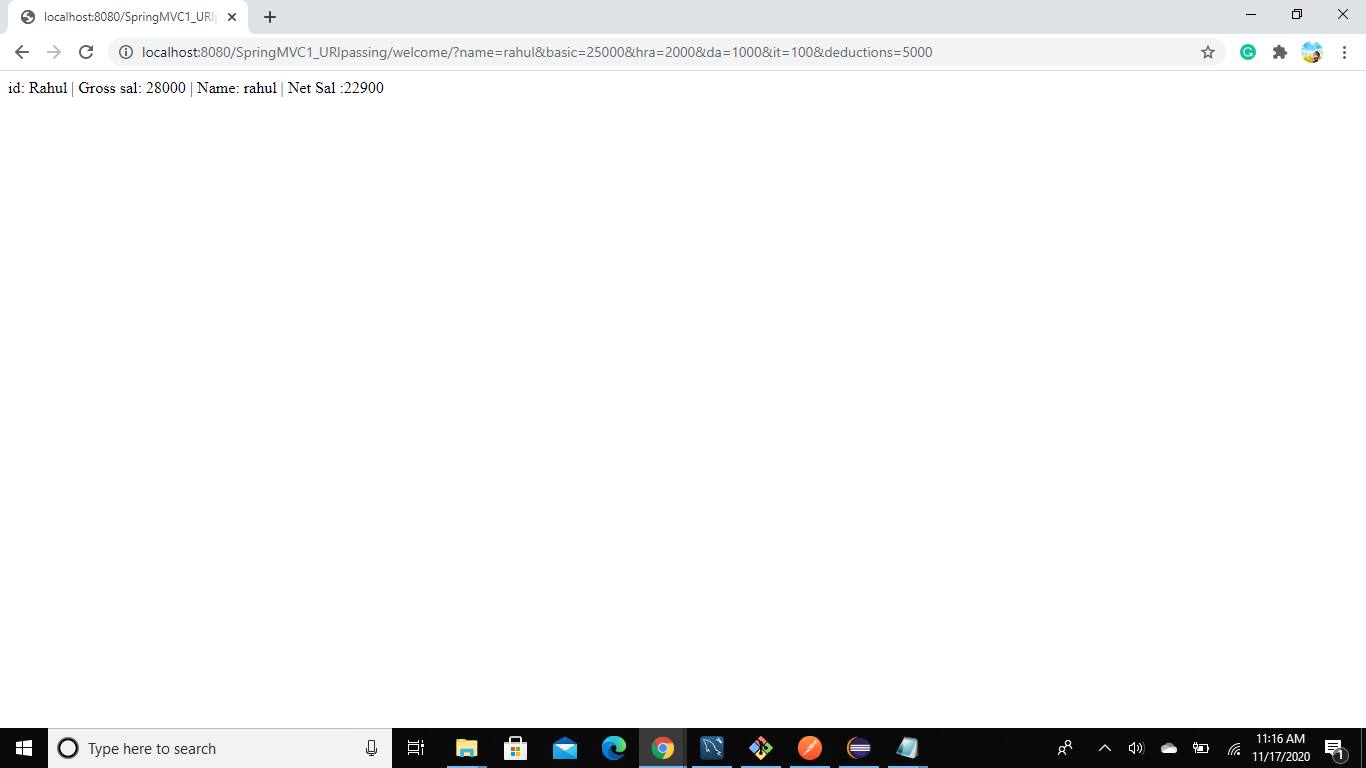 localhost:8080/SpringMVC1_URIp
localhost:8080/SpringMVC1_URIpassing/welcome/?name=rahul&basic=25000&hra=2000&da=1000&it=100&deductions=5000
id: Rahul | Gross sal: 28000 | Name: rahul | Net Sal :22900
Type here to search
11:16 AM
11/17/2020
1